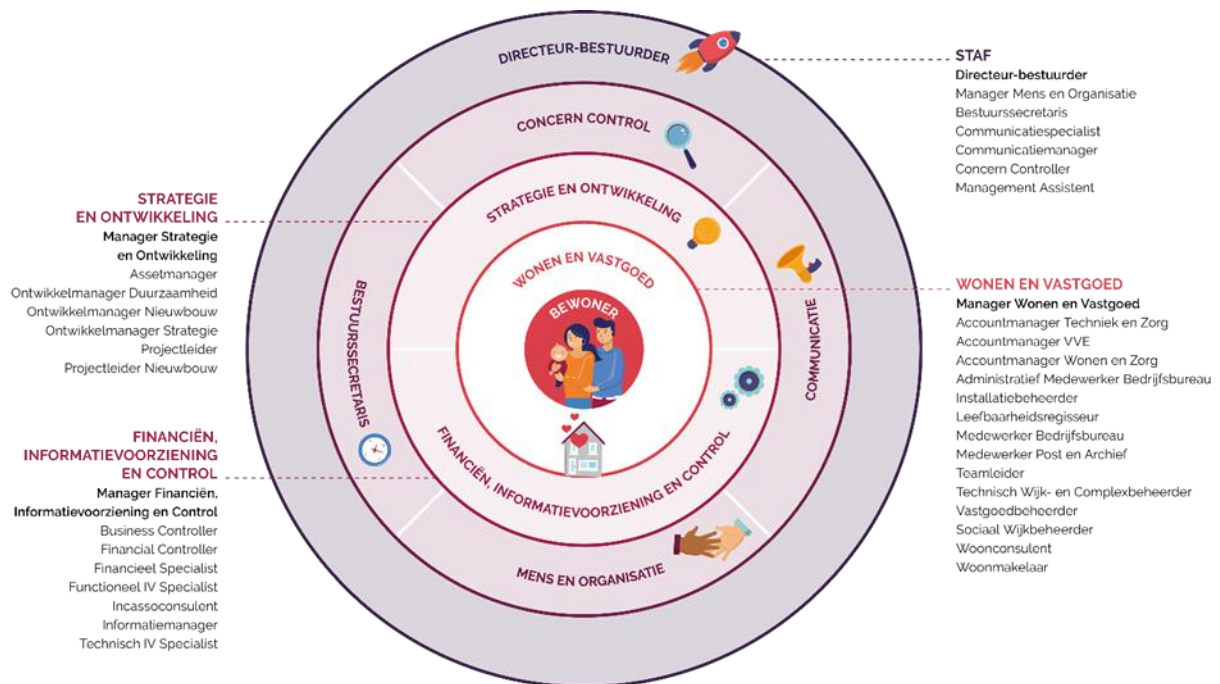 DIRECTEUR-BESTUURDER
CONCERN CONTROL
STRATEGIE EN ONTWIKKELING
WONEN EN VASTGOED
BEWONER
BESTUURSSECRETARIS
COMMUNICATIE
FINANCIËN, INFORMATIEVOORZIENING EN CONTROL
MENS EN ORGANISATIE
STRATEGIE
EN ONTWIKKELING
Manager Strategie
en Ontwikkeling
Assetmanager
Ontwikkelmanager Duurzaamheid
Ontwikkelmanager Nieuwbouw
Ontwikkelmanager Strategie
Projectleider
Projectleider Nieuwbouw
FINANCIËN,
INFORMATIEVOORZIENING
EN CONTROL
Manager Financiën,
Informatievoorziening en Control
Business Controller
Financial Controller
Financieel Specialist
Functioneel IV Specialist
Incassoconsulent
Informatiemanager
Technisch IV Specialist
STAF
Directeur-bestuurder
Manager Mens en Organisatie
Bestuurssecretaris
Communicatiespecialist
Communicatiemanager
Concern Controller
Management Assistent
WONEN EN VASTGOED
Manager Wonen en Vastgoed
Accountmanager Techniek en Zorg
Accountmanager VVE
Accountmanager Wonen en Zorg
Administratief Medewerker Bedrijfsbureau
Installatiebeheerder
Leefbaarheidsregisseur
Medewerker Bedrijfsbureau
Medewerker Post en Archief
Teamleider
Technisch Wijk- en Complexbeheerder
Vastgoedbeheerder
Sociaal Wijkbeheerder
Woonconsulent
Woonmakelaar